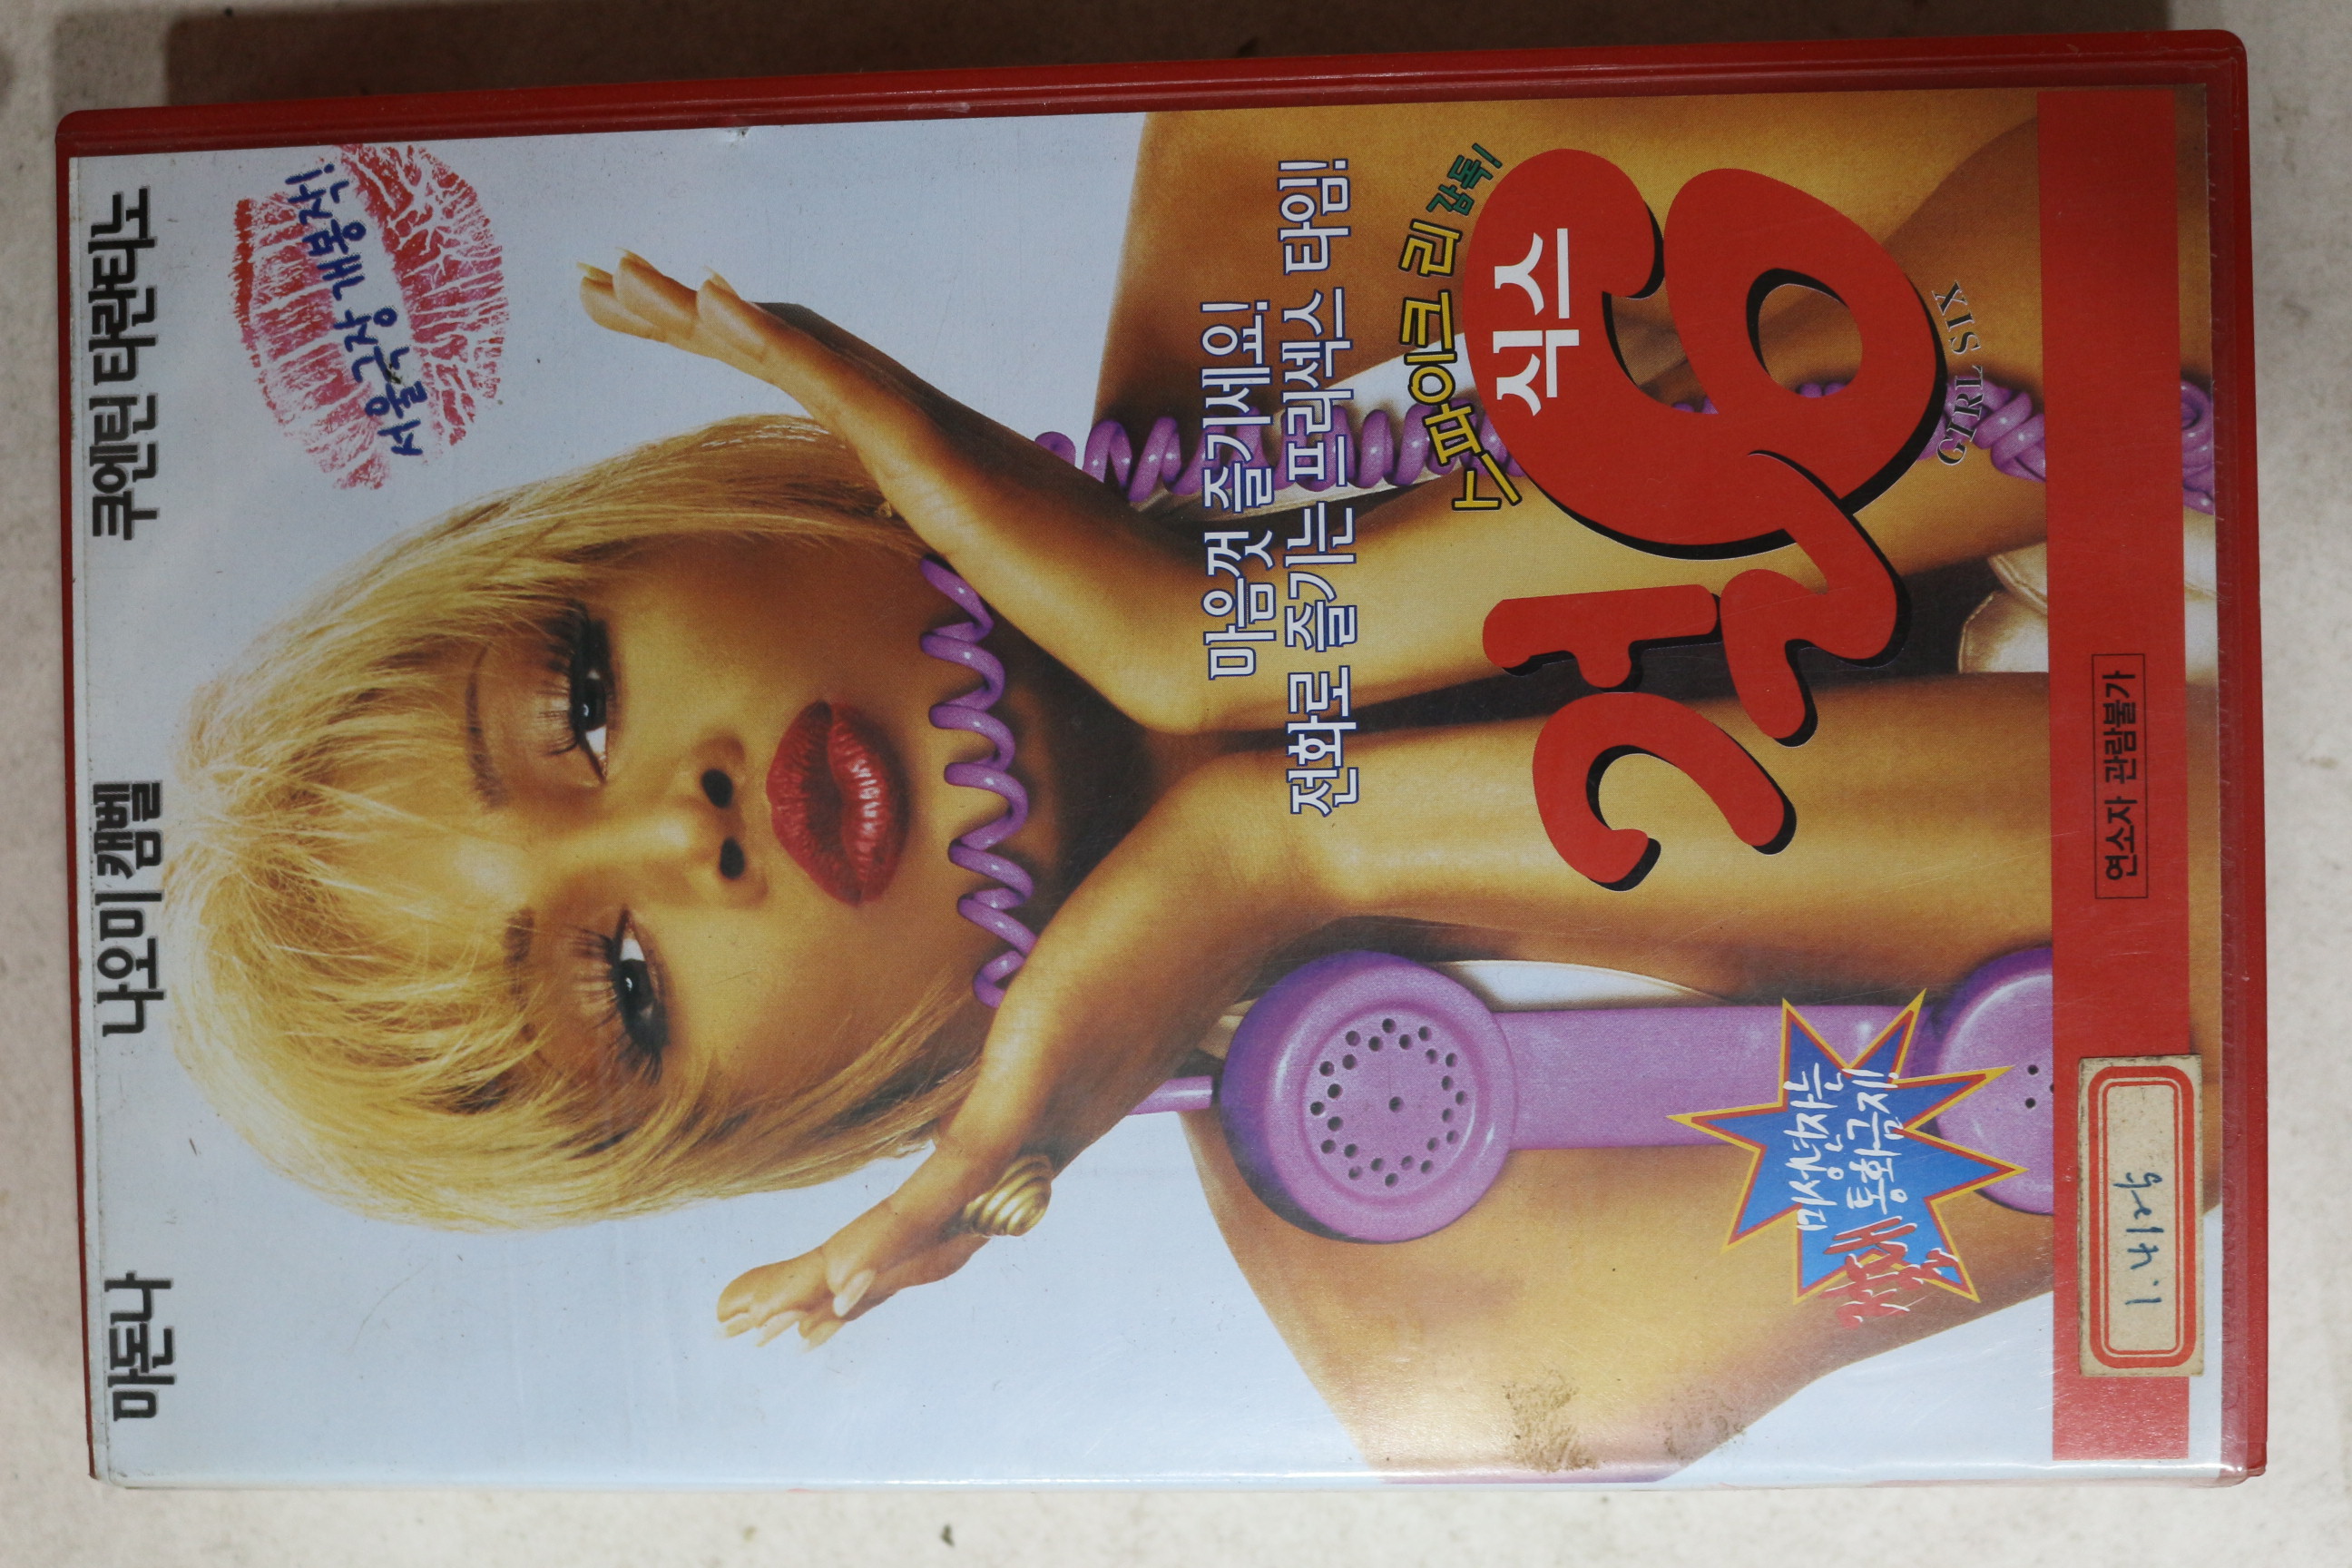 마돈나
나오미 캠벨
쿠엔틴 타란티노
서울극장 개봉작!
마음껏 즐기세요!
전화로 즐기는 프리섹스 타임!
스파이크 리 감독!
걸 6
식스
GIRL SIX
미성년자는
절대 통화금지!!
연소자 관람불가